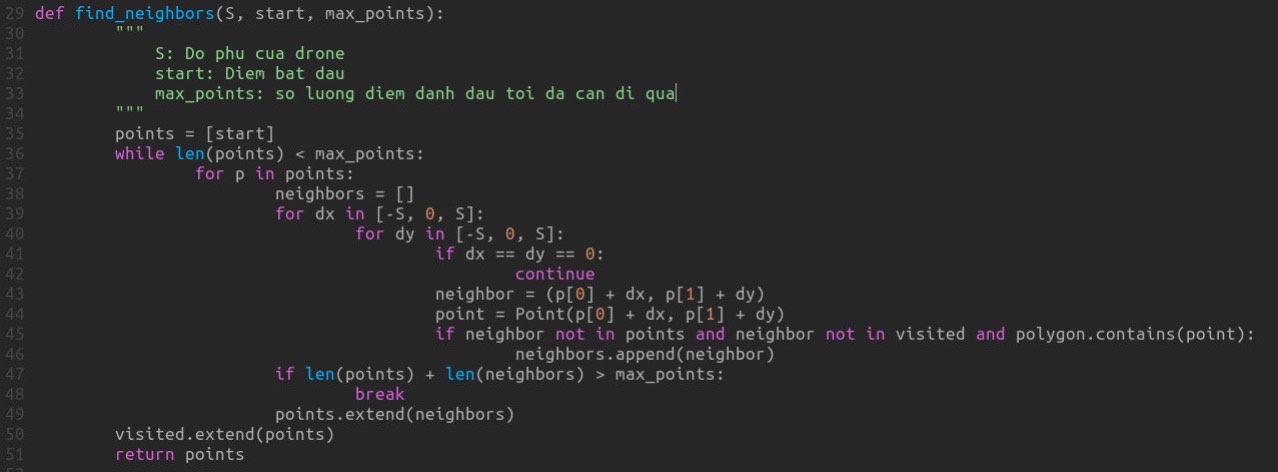 29 def find_neighbors(S, start, max_points):
30         """
31             S: Do phu cua drone
32             start: Diem bat dau
33             max_points: so luong diem danh dau toi da can di qua
34         """
35         points = [start]
36         while len(points) < max_points:
37                 for p in points:
38                         neighbors = []
39                         for dx in [-S, 0, S]:
40                                 for dy in [-S, 0, S]:
41                                         if dx == dy == 0:
42                                                 continue
43                                         neighbor = (p[0] + dx, p[1] + dy)
44                                         point = Point(p[0] + dx, p[1] + dy)
45                                         if neighbor not in points and neighbor not in visited and polygon.contains(point):
46                                                 neighbors.append(neighbor)
47                         if len(points) + len(neighbors) > max_points:
48                                 break
49                         points.extend(neighbors)
50         visited.extend(points)
51         return points